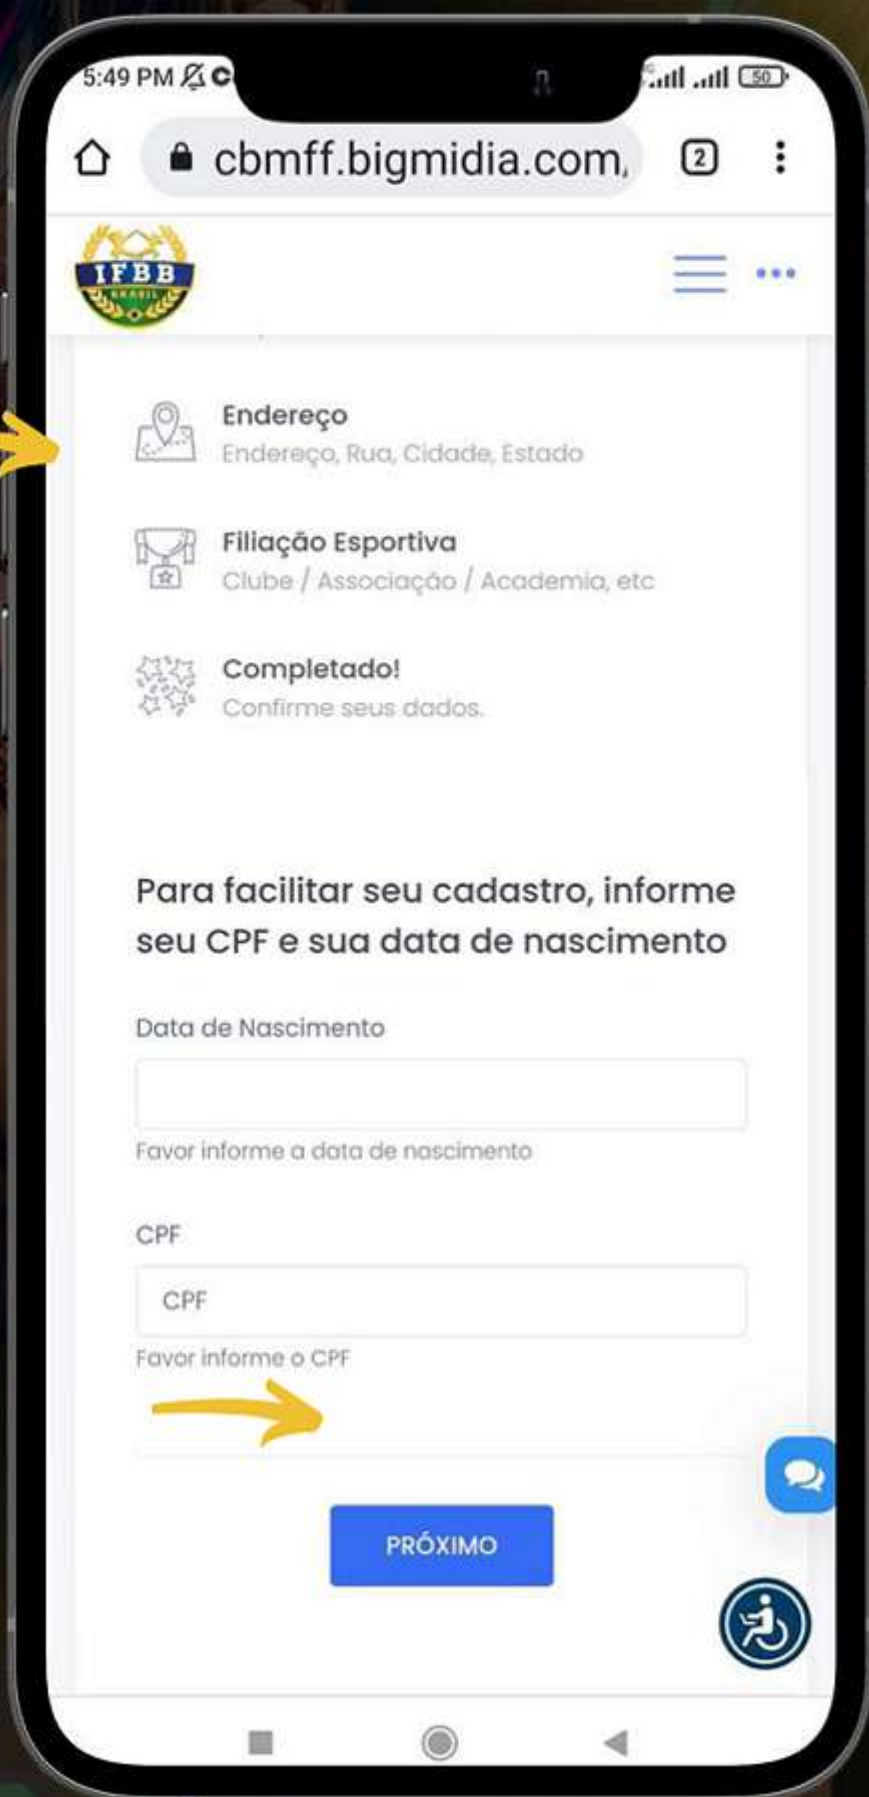 5:49 PM
50
cbmff.bigmidia.com
2
IFBB
BRASIL
Endereço
Endereço, Rua, Cidade, Estado
Filiação Esportiva
Clube / Associação / Academia, etc
Completado!
Confirme seus dados.
Para facilitar seu cadastro, informe
seu CPF e sua data de nascimento
Data de Nascimento
Favor informe a data de nascimento
CPF
CPF
Favor informe o CPF
PRÓXIMO